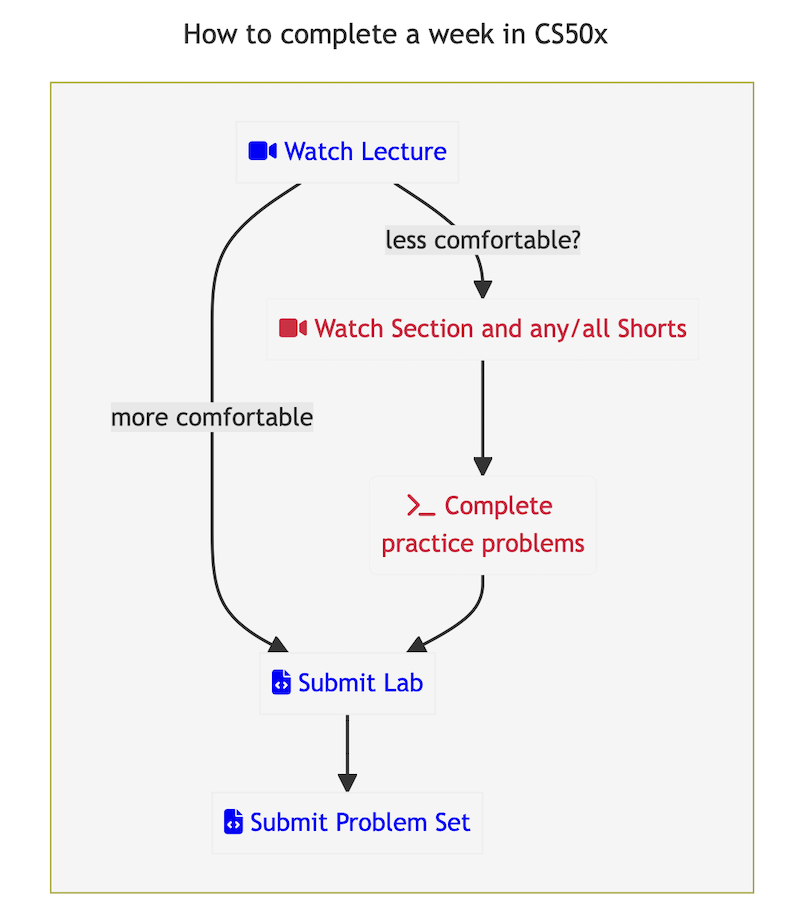 How to complete a week in CS50x
Watch Lecture
less comfortable?
Watch Section and any/all Shorts
more comfortable
Complete
practice problems
Submit Lab
Submit Problem Set